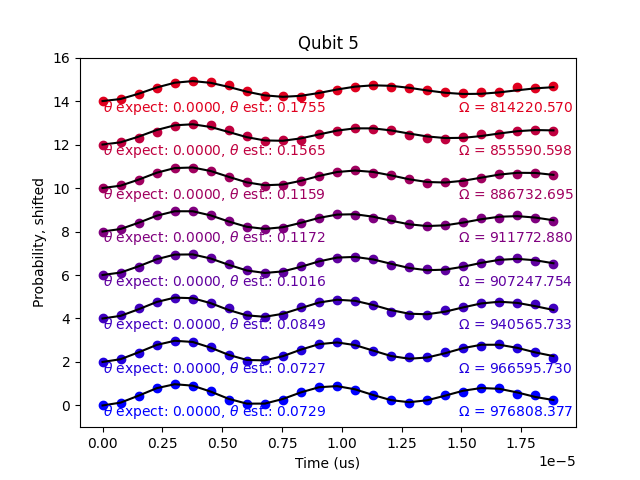 Qubit 5
Probability, shifted
16
14
12
10
8
6
4
2
0
θ expect: 0.0000, θ est.: 0.1755 Ω = 814220.570
θ expect: 0.0000, θ est.: 0.1565 Ω = 855590.598
θ expect: 0.0000, θ est.: 0.1159 Ω = 886732.695
θ expect: 0.0000, θ est.: 0.1172 Ω = 911772.880
θ expect: 0.0000, θ est.: 0.1016 Ω = 907247.754
θ expect: 0.0000, θ est.: 0.0849 Ω = 940565.733
θ expect: 0.0000, θ est.: 0.0727 Ω = 966595.730
θ expect: 0.0000, θ est.: 0.0729 Ω = 976808.377
0.00 0.25 0.50 0.75 1.00 1.25 1.50 1.75
1e−5
Time (us)